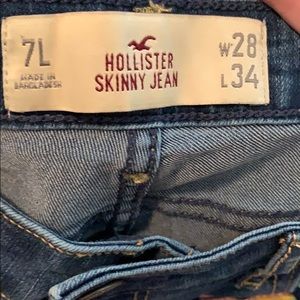 7L
MADE IN
BANGLADESH
HOLLISTER
SKINNY JEAN
W28
L34